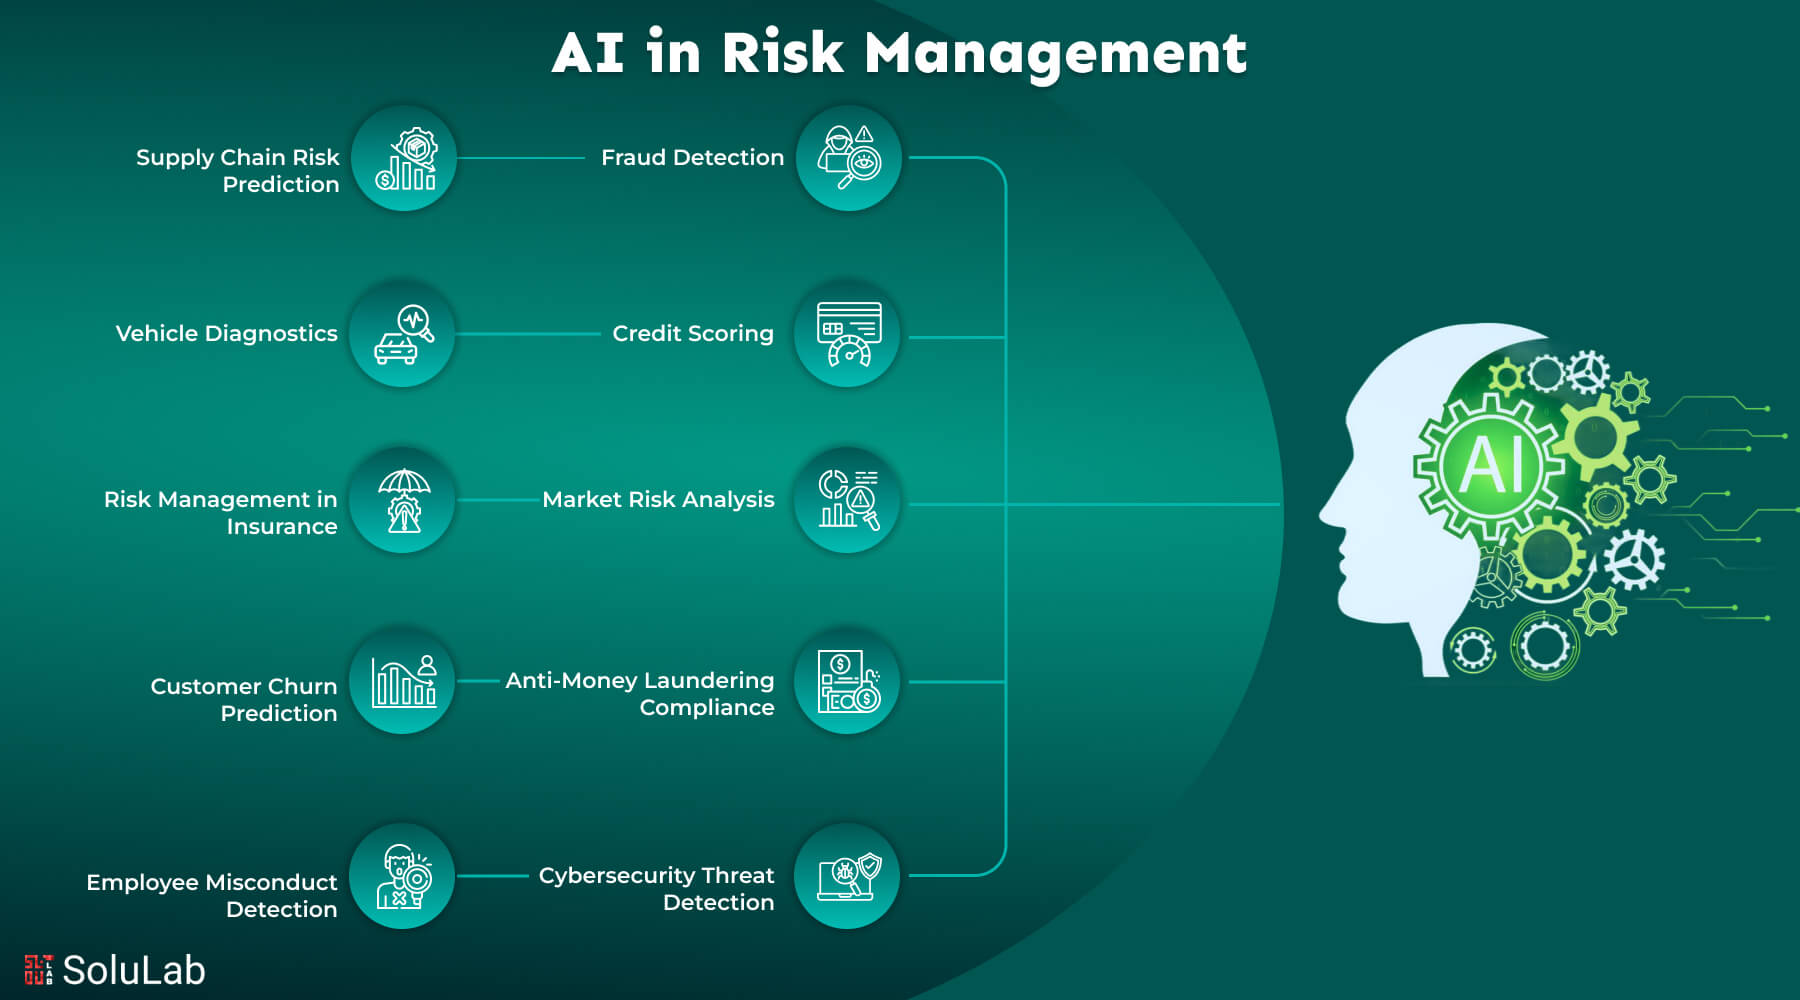 AI in Risk Management
Supply Chain Risk
Prediction
Fraud Detection
Vehicle Diagnostics
Credit Scoring
Risk Management in
Insurance
Market Risk Analysis
Customer Churn
Prediction
Anti-Money Laundering
Compliance
Employee Misconduct
Detection
Cybersecurity Threat
Detection
AI
SoluLab